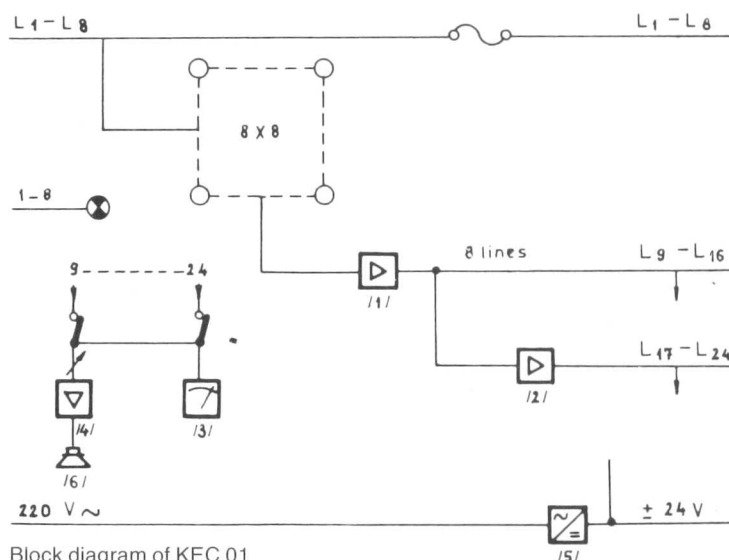 L1-L8 L1-L8
8 X 8
1-8
8 lines L9-L16
/1/
9 24
L17-L24
/2/
/4/ /3/
/6/
220 V ~ ± 24 V
/5/
Block diagram of KEC 01